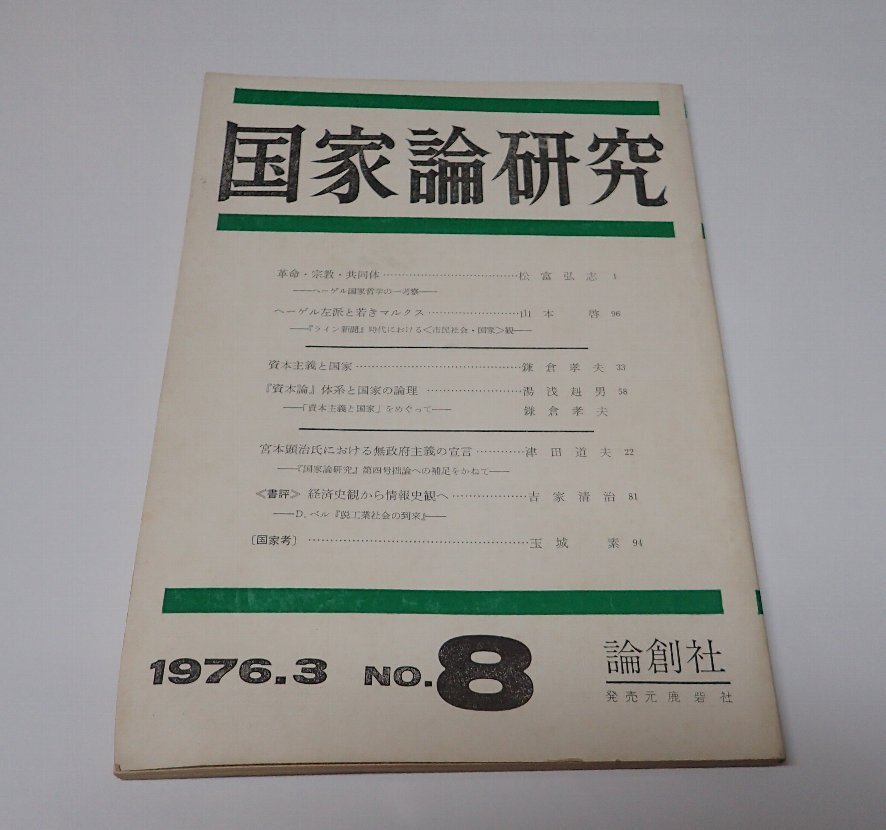 国家論研究
革命・宗教・共同体……………………………松富弘志 1
――ヘーゲル国家哲学の一考察――
ヘーゲル左派と若きマルクス……………………山本 啓 96
――『ライン新聞』時代における<市民社会・国家>観――
資本主義と国家……………………………………鎌倉孝夫 33
『資本論』体系と国家の論理……………………湯浅赳男 58
――「資本主義と国家」をめぐって―― 鎌倉孝夫
宮本顕治氏における無政府主義の宣言…………津田道夫 22
――『国家論研究』第四号拙論への補足をかねて――
≪書評≫ 経済史観から情報史観へ………………吉家清治 81
――D.ベル『脱工業社会の到来』――
〔国家考〕………………………………………………玉城 素 94
1976.3 NO.8
論創社
発売元鹿砦社